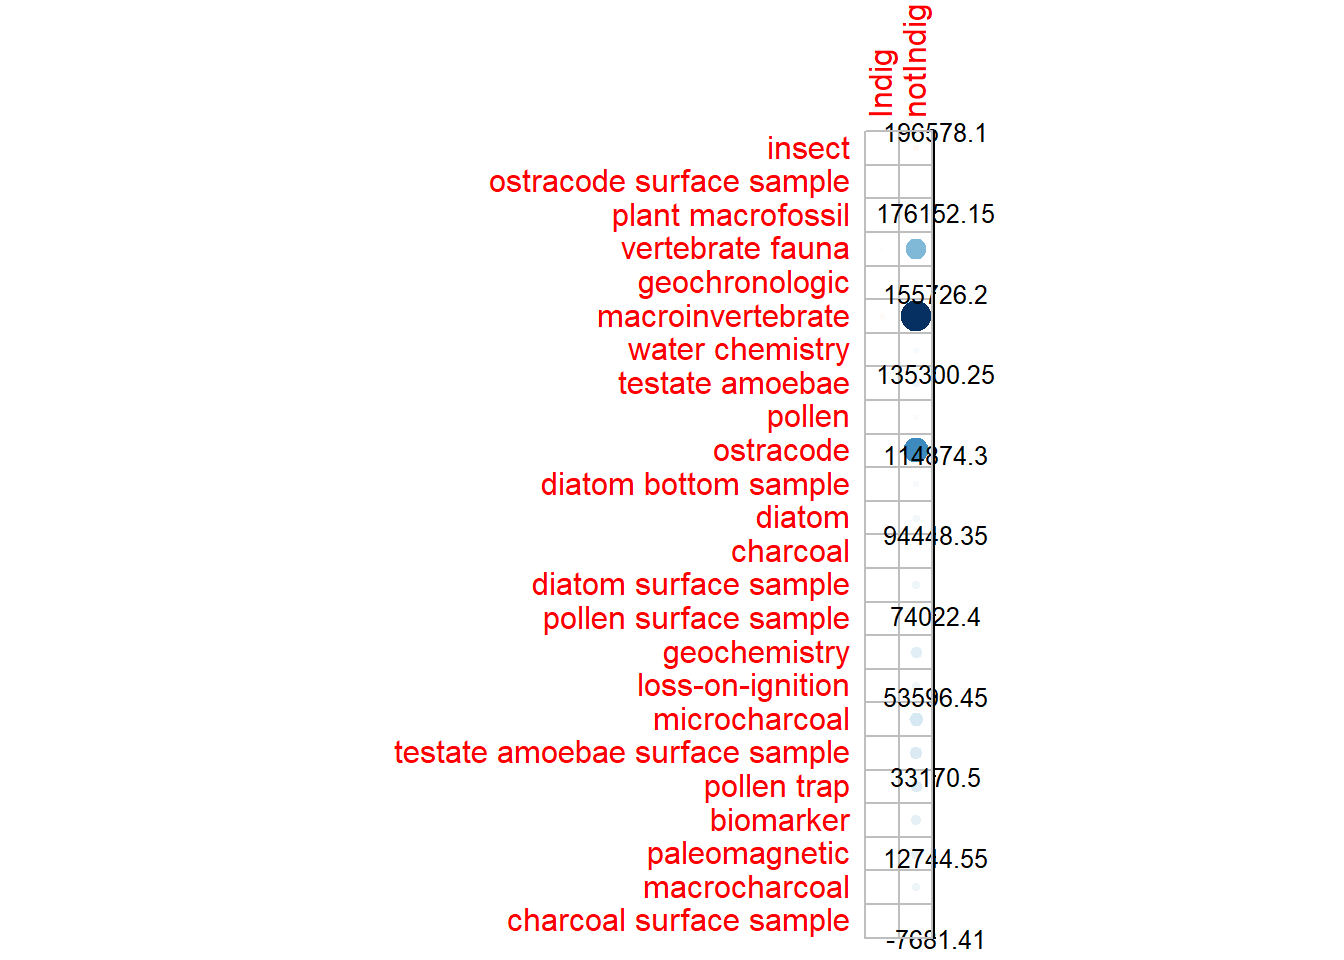 Indig
notIndig
insect
ostracode surface sample
plant macrofossil
vertebrate fauna
geochronologic
macroinvertebrate
water chemistry
testate amoebae
pollen
ostracode
diatom bottom sample
diatom
charcoal
diatom surface sample
pollen surface sample
geochemistry
loss-on-ignition
microcharcoal
testate amoebae surface sample
pollen trap
biomarker
paleomagnetic
macrocharcoal
charcoal surface sample
196578.1
176152.15
155726.2
135300.25
114874.3
94448.35
74022.4
53596.45
33170.5
12744.55
-7681.41